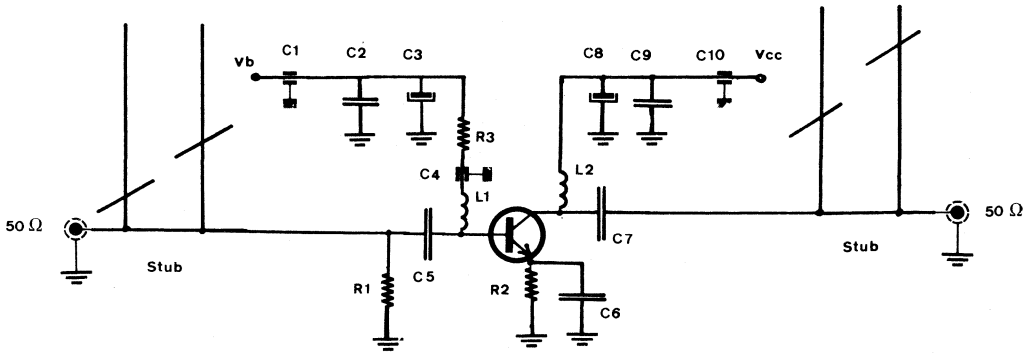 C1 C2 C3 C8 C9 C10
Vb Vcc
R3
C4 L2
L1
50 Ω 50 Ω
C7
Stub C5 Stub
R1 R2
C6